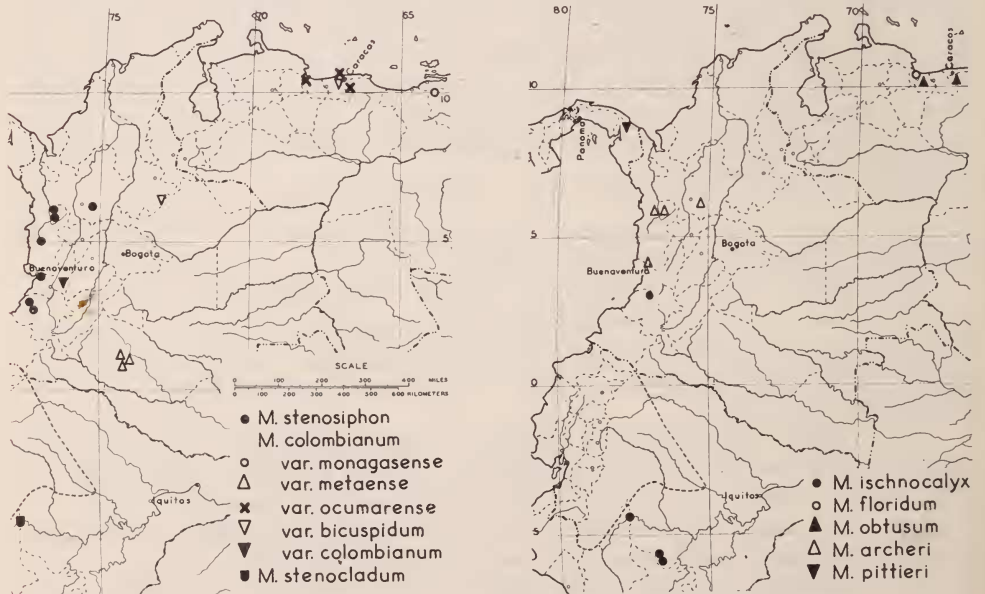 75 70 65
Caracas
10
5
Bogota
Buenaventura
SCALE
0 100 200 300 400 MILES
0 100 200 300 400 500 600 KILOMETERS
Iquitos
M. stenosiphon
M. colombianum
var. monagasense
var. metaense
var. ocumarense
var. bicuspidum
var. colombianum
M. stenocladum
80 75 70
Caracas
10
Panama
5
Bogota
Buenaventura
0
Iquitos
5
M. ischnocalyx
M. floridum
M. obtusum
M. archeri
M. pittieri